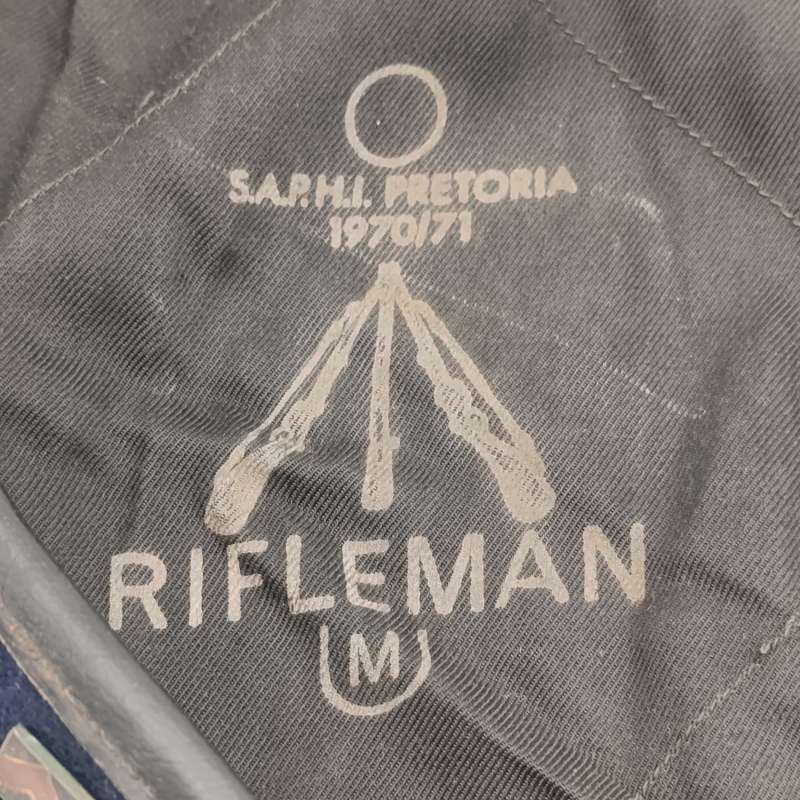 S.A.P.H.I. PRETORIA
1970/71
RIFLEMAN
M